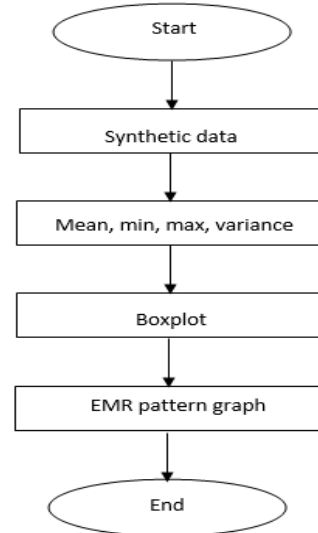 Start
Synthetic data
Mean, min, max, variance
Boxplot
EMR pattern graph
End